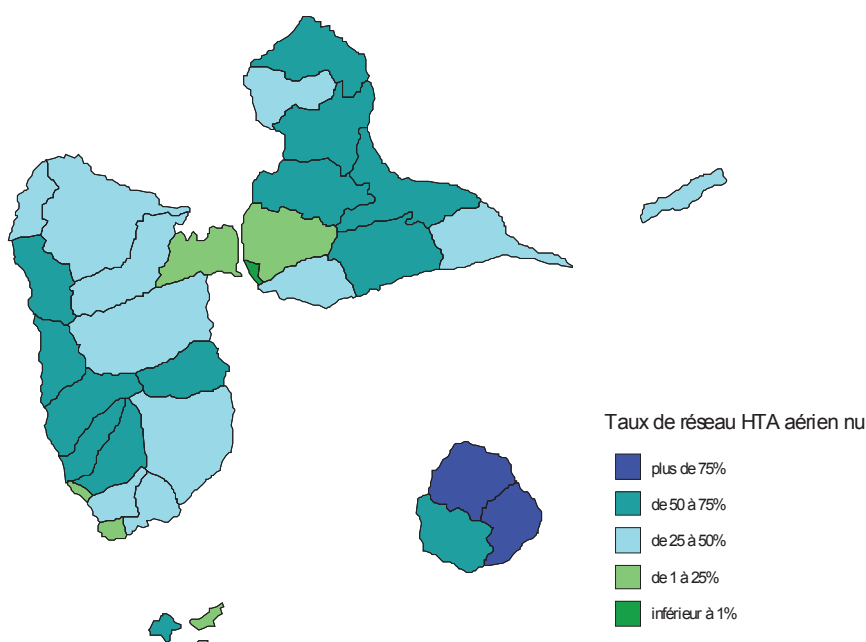 Taux de réseau HTA aérien nu
plus de 75%
de 50 à 75%
de 25 à 50%
de 1 à 25%
inférieur à 1%